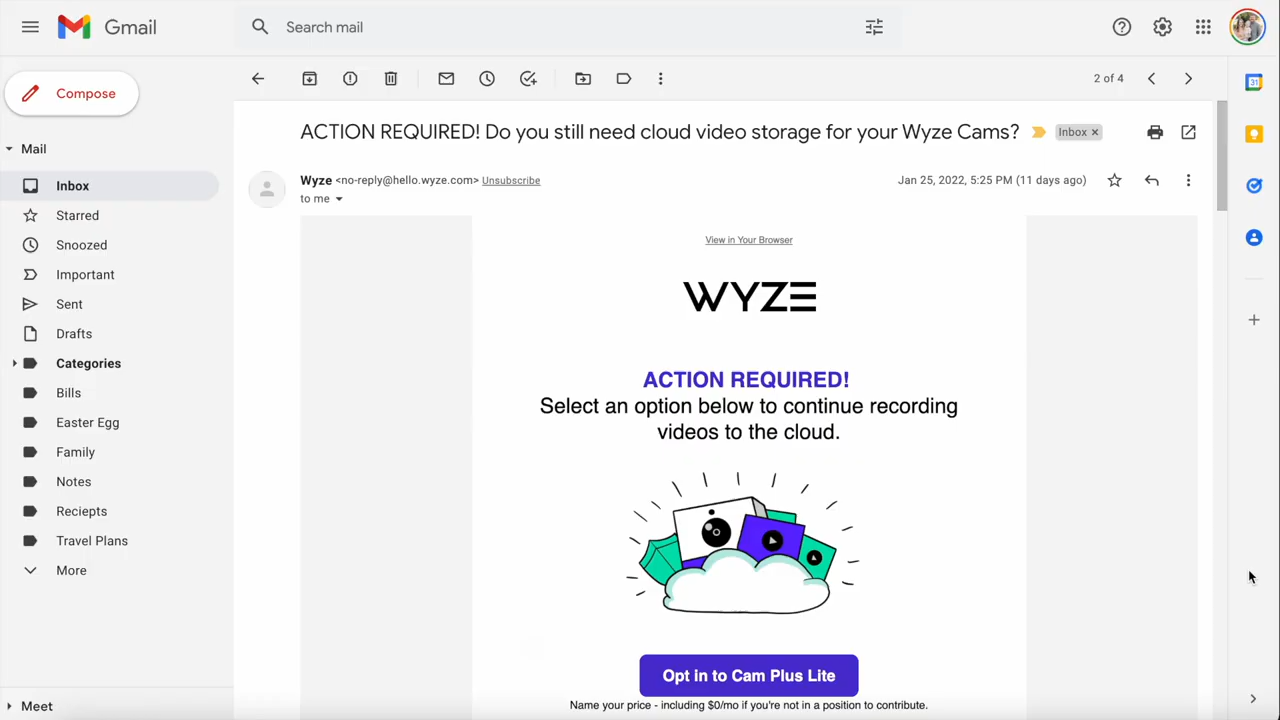 Gmail
Search mail
Compose
2 of 4
31
Mail
Inbox
Starred
Snoozed
Important
Sent
Drafts
Categories
Bills
Easter Egg
Family
Notes
Reciepts
Travel Plans
More
Meet
ACTION REQUIRED! Do you still need cloud video storage for your Wyze Cams?
Inbox ×
Wyze <no-reply@hello.wyze.com> Unsubscribe
Jan 25, 2022, 5:25 PM (11 days ago)
to me
View in Your Browser
WYZE
ACTION REQUIRED!
Select an option below to continue recording
videos to the cloud.
Opt in to Cam Plus Lite
Name your price - including $0/mo if you're not in a position to contribute.